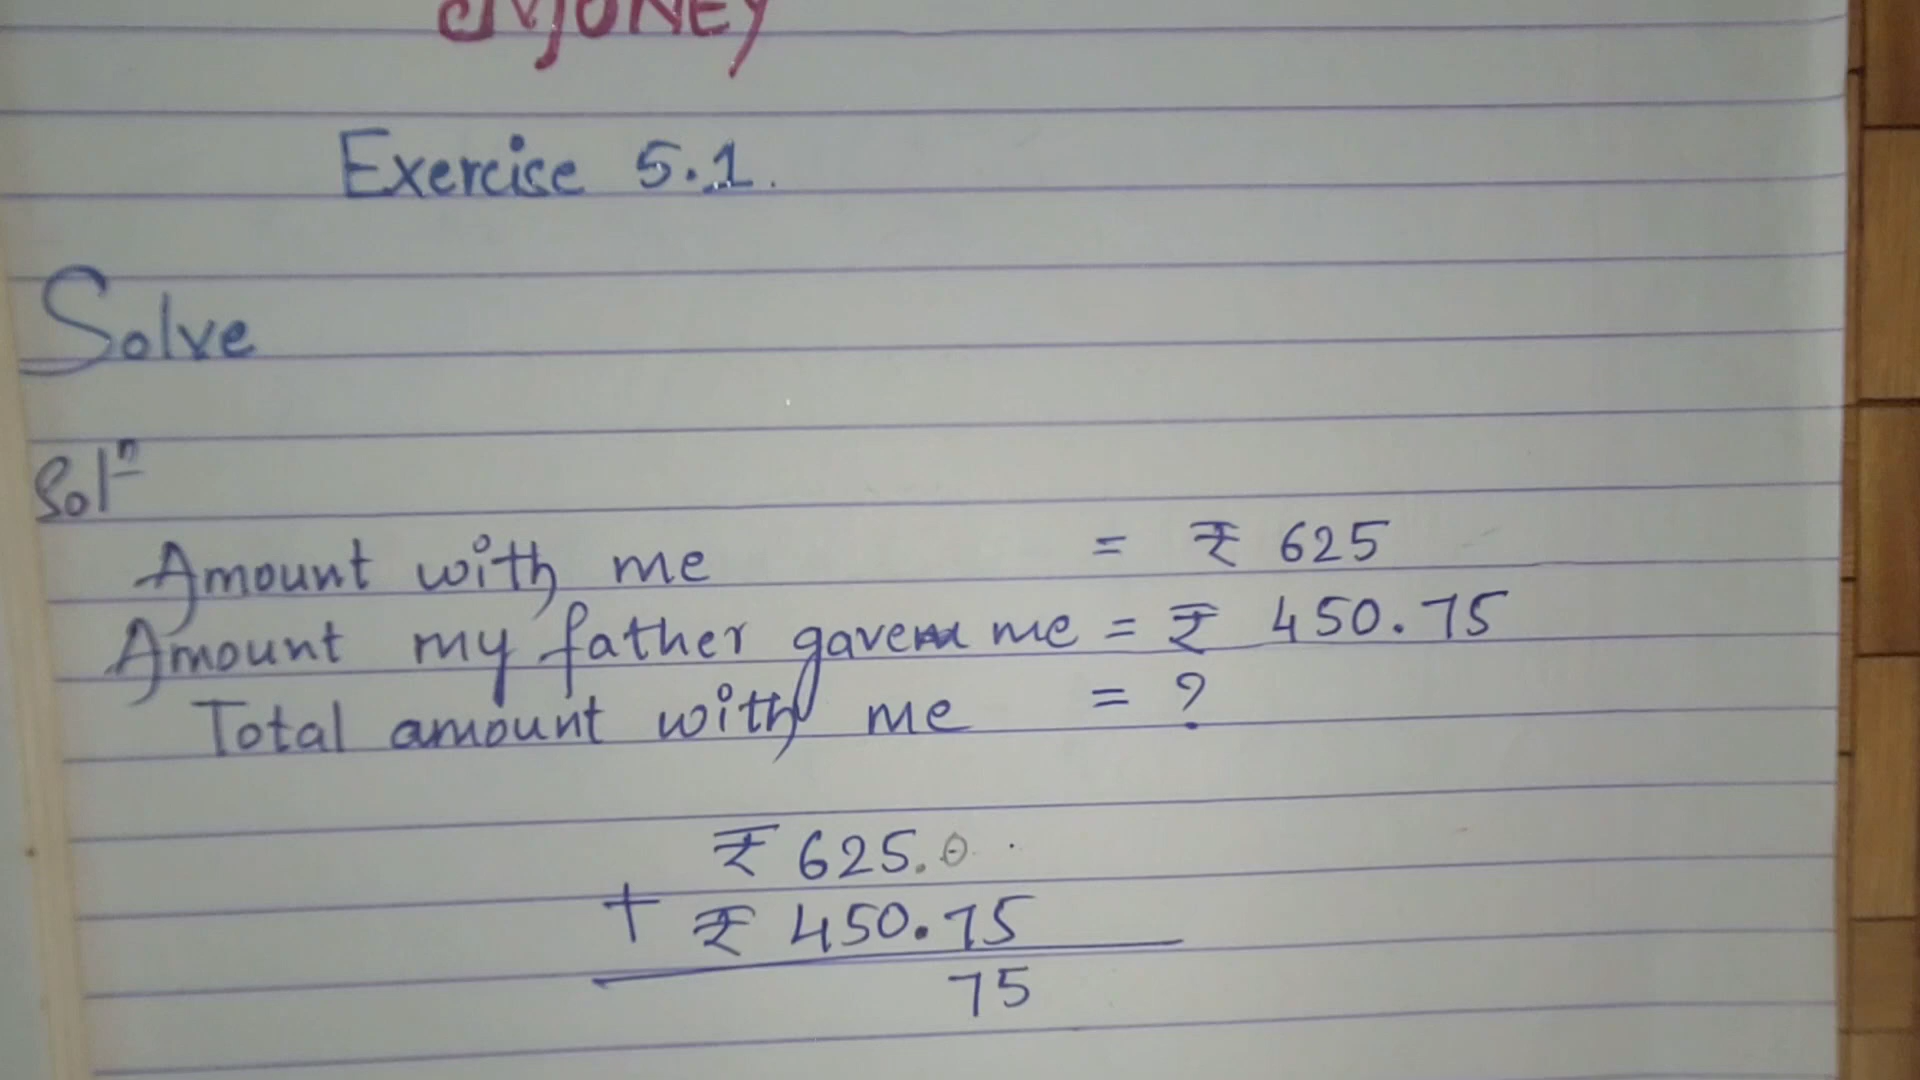 MONEY
Exercise 5.1.
Solve
Solⁿ
Amount with me = ₹ 625
Amount my father gave me = ₹ 450.75
Total amount with me = ?
₹ 625.0
+ ₹ 450.75
75